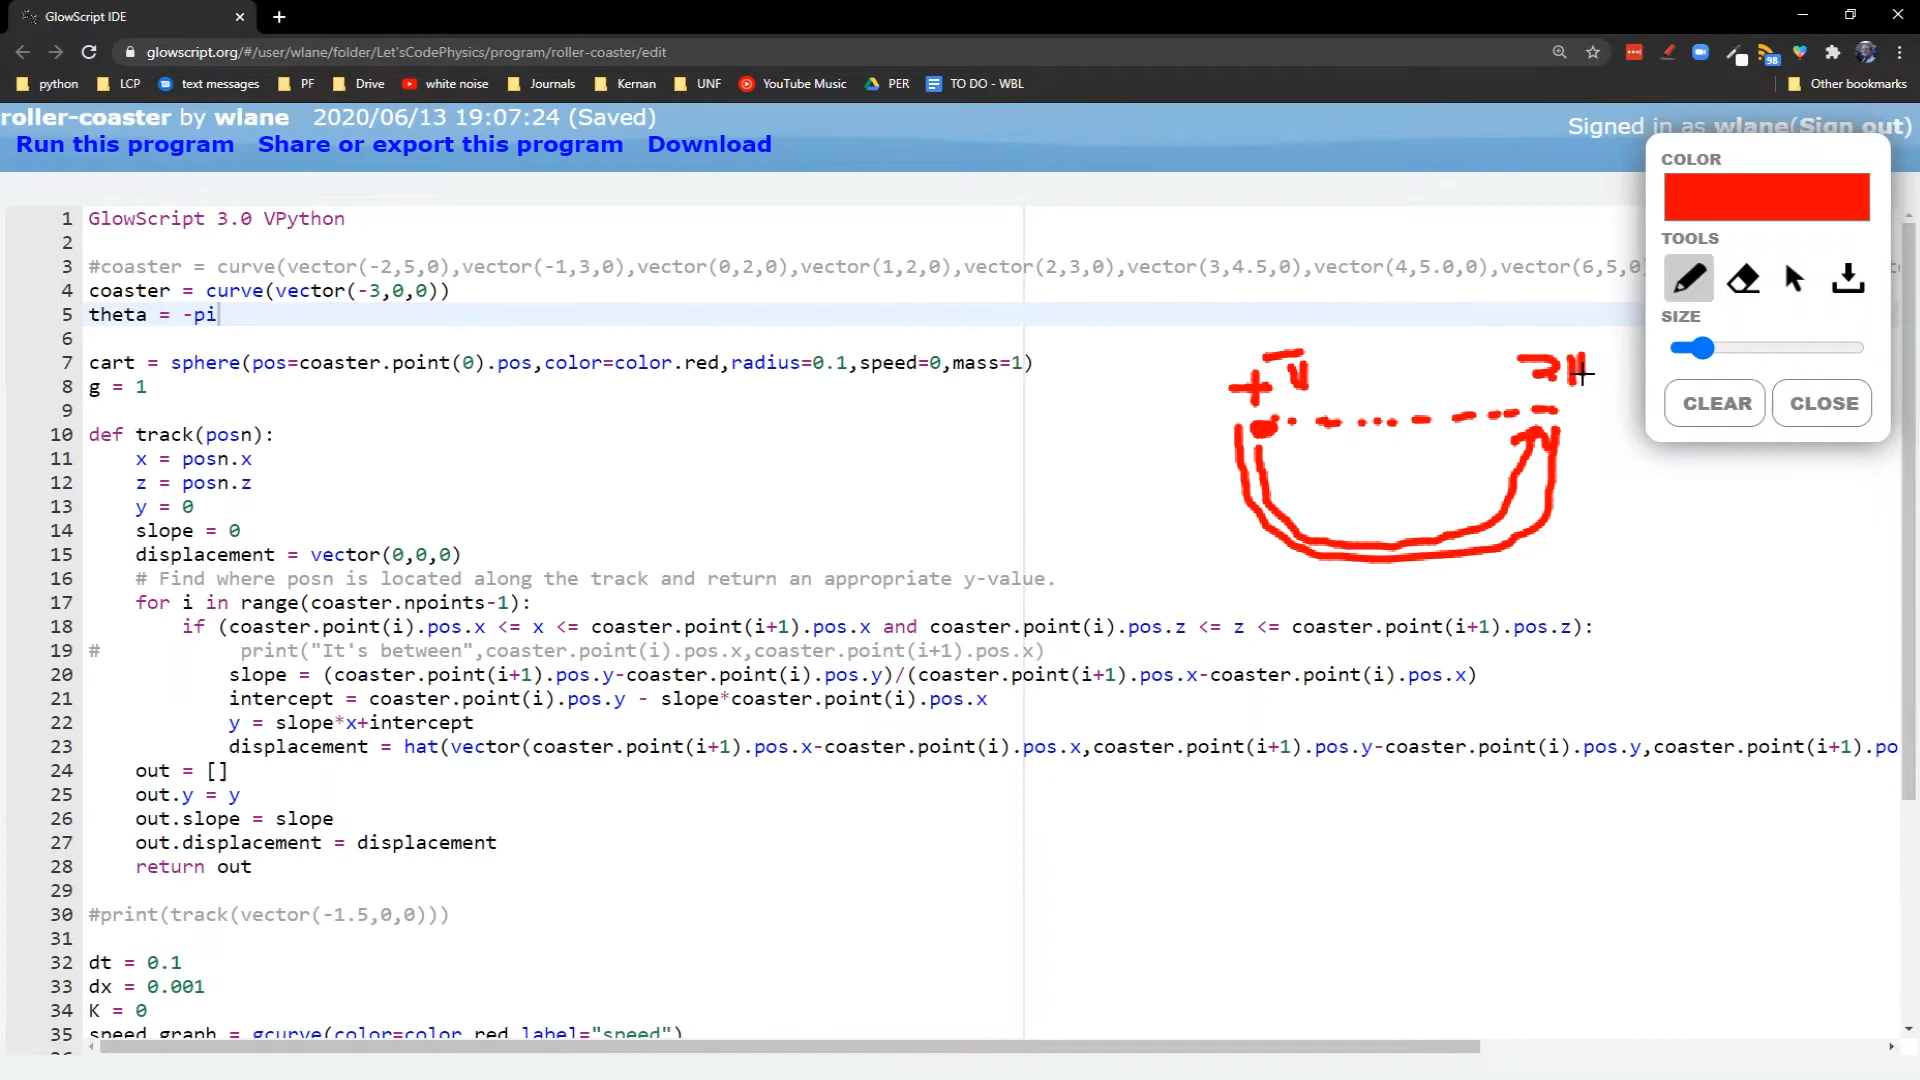 GlowScript IDE
glowscript.org/#/user/wlane/folder/Let'sCodePhysics/program/roller-coaster/edit
98
python LCP text messages PF Drive white noise Journals Kernan UNF YouTube Music PER TO DO - WBL Other bookmarks
roller-coaster by wlane 2020/06/13 19:07:24 (Saved)
Signed in as wlane(Sign out)
Run this program Share or export this program Download
COLOR
TOOLS
SIZE
CLEAR CLOSE
1 GlowScript 3.0 VPython
2
3 #coaster = curve(vector(-2,5,0),vector(-1,3,0),vector(0,2,0),vector(1,2,0),vector(2,3,0),vector(3,4.5,0),vector(4,5.0,0),vector(6,5,0)
4 coaster = curve(vector(-3,0,0))
5 theta = -pi
6
7 cart = sphere(pos=coaster.point(0).pos,color=color.red,radius=0.1,speed=0,mass=1)
8 g = 1
9
10 def track(posn):
11 x = posn.x
12 z = posn.z
13 y = 0
14 slope = 0
15 displacement = vector(0,0,0)
16 # Find where posn is located along the track and return an appropriate y-value.
17 for i in range(coaster.npoints-1):
18 if (coaster.point(i).pos.x <= x <= coaster.point(i+1).pos.x and coaster.point(i).pos.z <= z <= coaster.point(i+1).pos.z):
19 # print("It's between",coaster.point(i).pos.x,coaster.point(i+1).pos.x)
20 slope = (coaster.point(i+1).pos.y-coaster.point(i).pos.y)/(coaster.point(i+1).pos.x-coaster.point(i).pos.x)
21 intercept = coaster.point(i).pos.y - slope*coaster.point(i).pos.x
22 y = slope*x+intercept
23 displacement = hat(vector(coaster.point(i+1).pos.x-coaster.point(i).pos.x,coaster.point(i+1).pos.y-coaster.point(i).pos.y,coaster.point(i+1).po
24 out = []
25 out.y = y
26 out.slope = slope
27 out.displacement = displacement
28 return out
29
30 #print(track(vector(-1.5,0,0)))
31
32 dt = 0.1
33 dx = 0.001
34 K = 0
35 speed_graph = gcurve(color=color.red,label="speed")